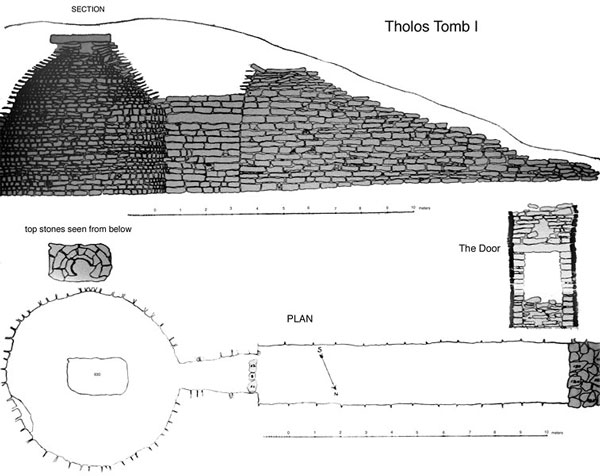 SECTION
Tholos Tomb I
0 1 2 3 4 5 6 7 8 9 10 meters
top stones seen from below
The Door
PLAN
S
N
0 1 2 3 4 5 6 7 8 9 10 meters